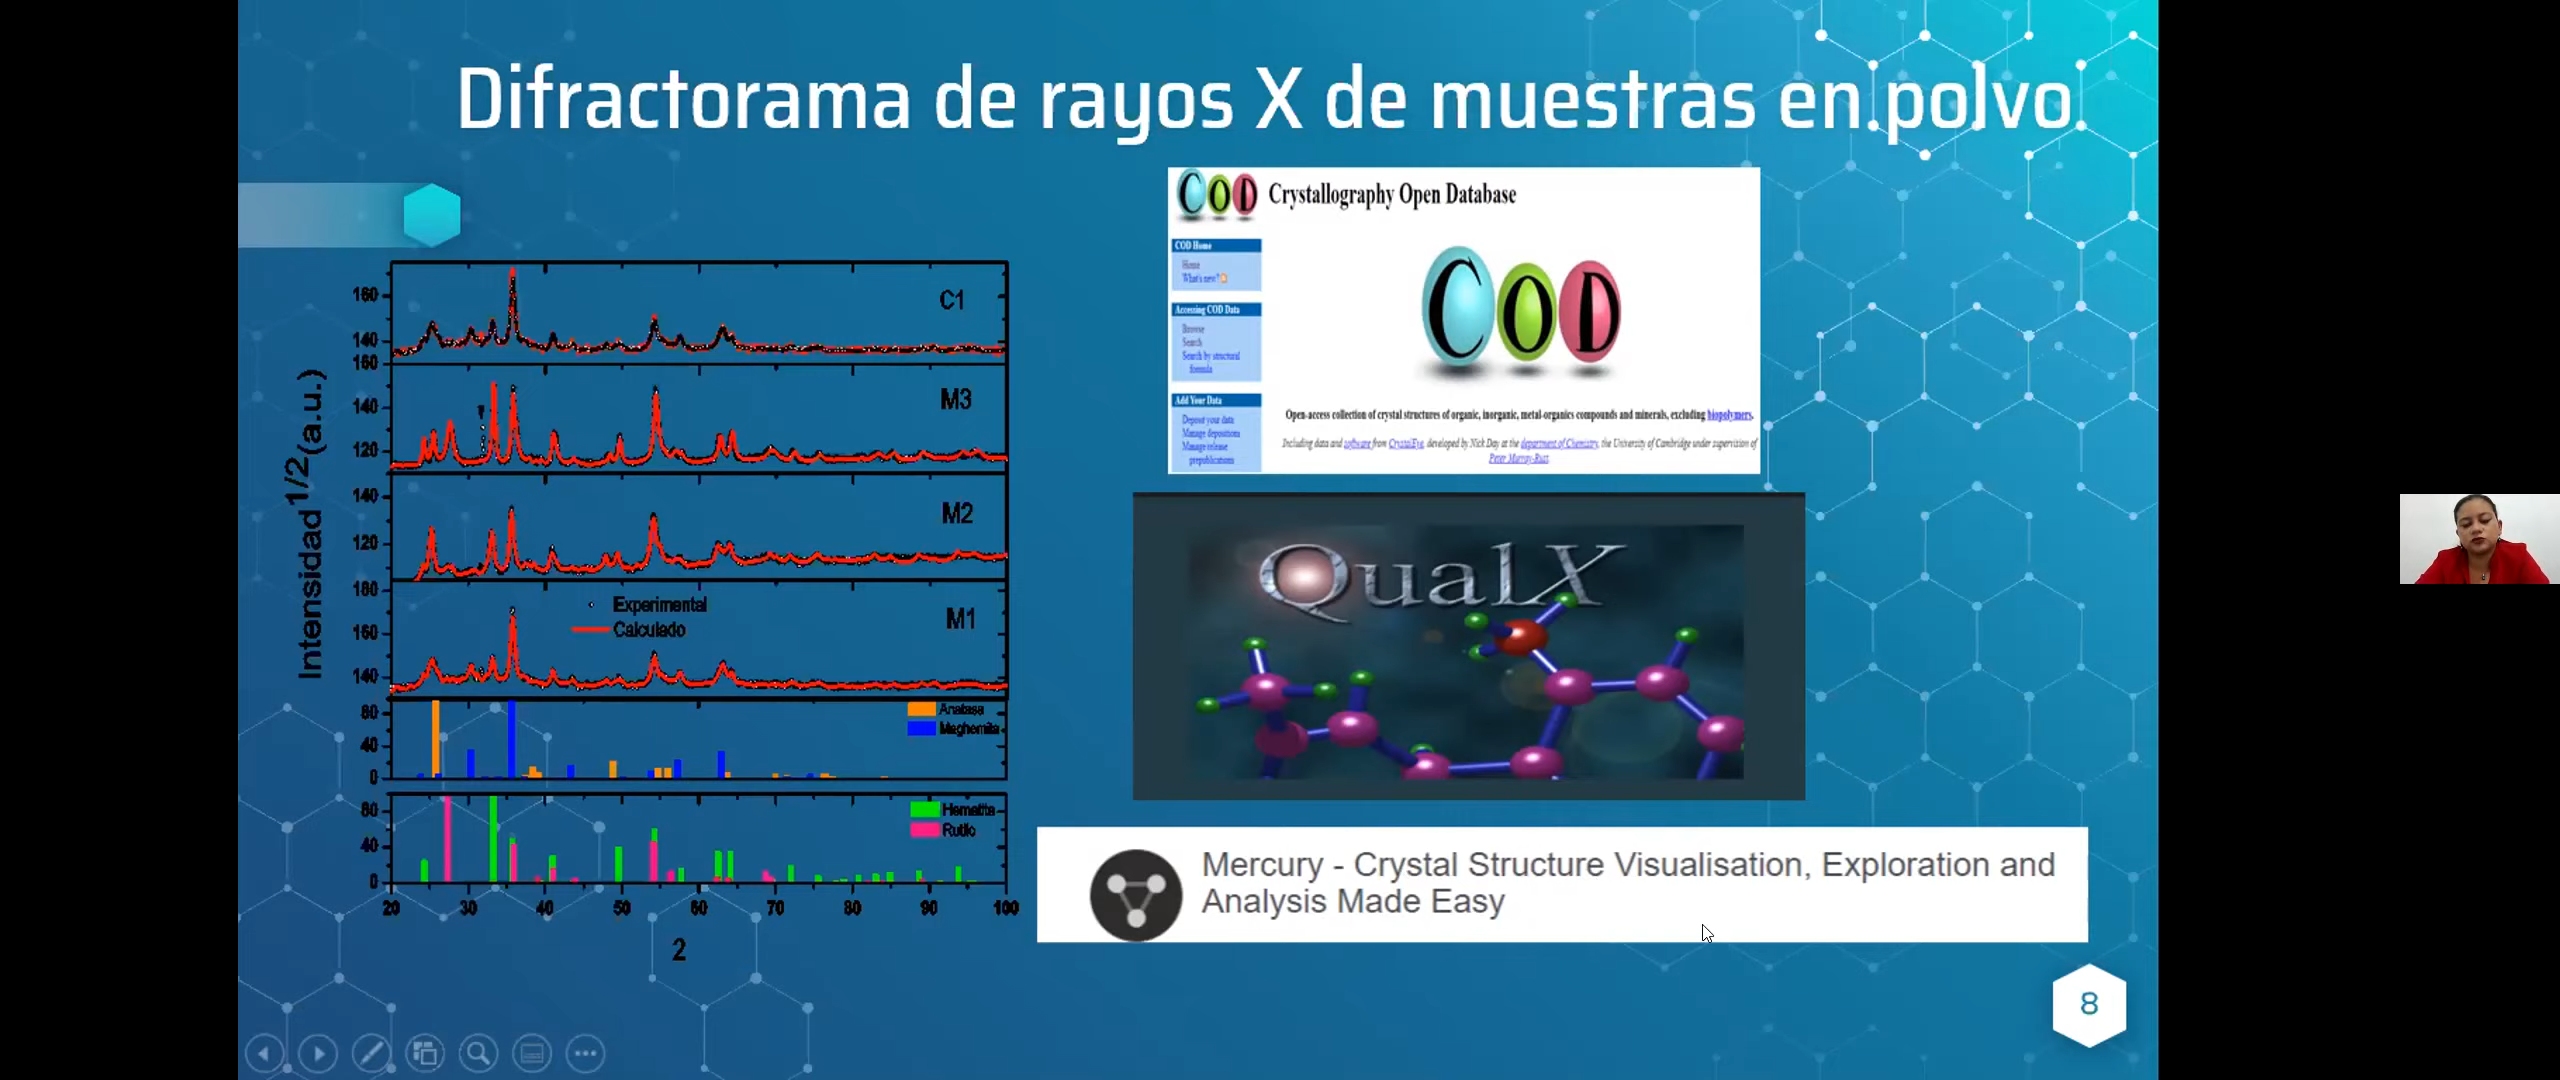 Difractorama de rayos X de muestras en polvo
COD Crystallography Open Database
COD Home
Home
What's new?
Accessing COD Data
Browse
Search
Search by structural
formula
Add Your Data
Deposit your data
Manage depositions
Manage release
prepublications
COD
Open-access collection of crystal structures of organic, inorganic, metal-organics compounds and minerals, excluding biopolymers.
Including data and software from CrystalEye, developed by Nick Day at the department of Chemistry, the University of Cambridge under supervision of
Peter Murray-Rust.
Intensidad 1/2 (a.u.)
160
140
C1
160
140
120
M3
140
120
M2
180
160
140
M1
Experimental
Calculado
80
40
0
Anatasa
Maghemita
80
40
0
Hematita
Rutilo
20 30 40 50 60 70 80 90 100
2
QualX
Mercury - Crystal Structure Visualisation, Exploration and
Analysis Made Easy
8